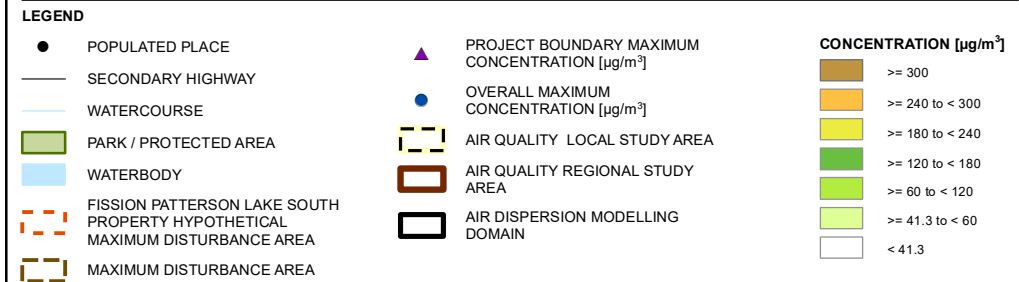 LEGEND
POPULATED PLACE
SECONDARY HIGHWAY
WATERCOURSE
PARK / PROTECTED AREA
WATERBODY
FISSION PATTERSON LAKE SOUTH
PROPERTY HYPOTHETICAL
MAXIMUM DISTURBANCE AREA
MAXIMUM DISTURBANCE AREA
PROJECT BOUNDARY MAXIMUM
CONCENTRATION [µg/m³]
OVERALL MAXIMUM
CONCENTRATION [µg/m³]
AIR QUALITY LOCAL STUDY AREA
AIR QUALITY REGIONAL STUDY
AREA
AIR DISPERSION MODELLING
DOMAIN
CONCENTRATION [µg/m³]
>= 300
>= 240 to < 300
>= 180 to < 240
>= 120 to < 180
>= 60 to < 120
>= 41.3 to < 60
< 41.3